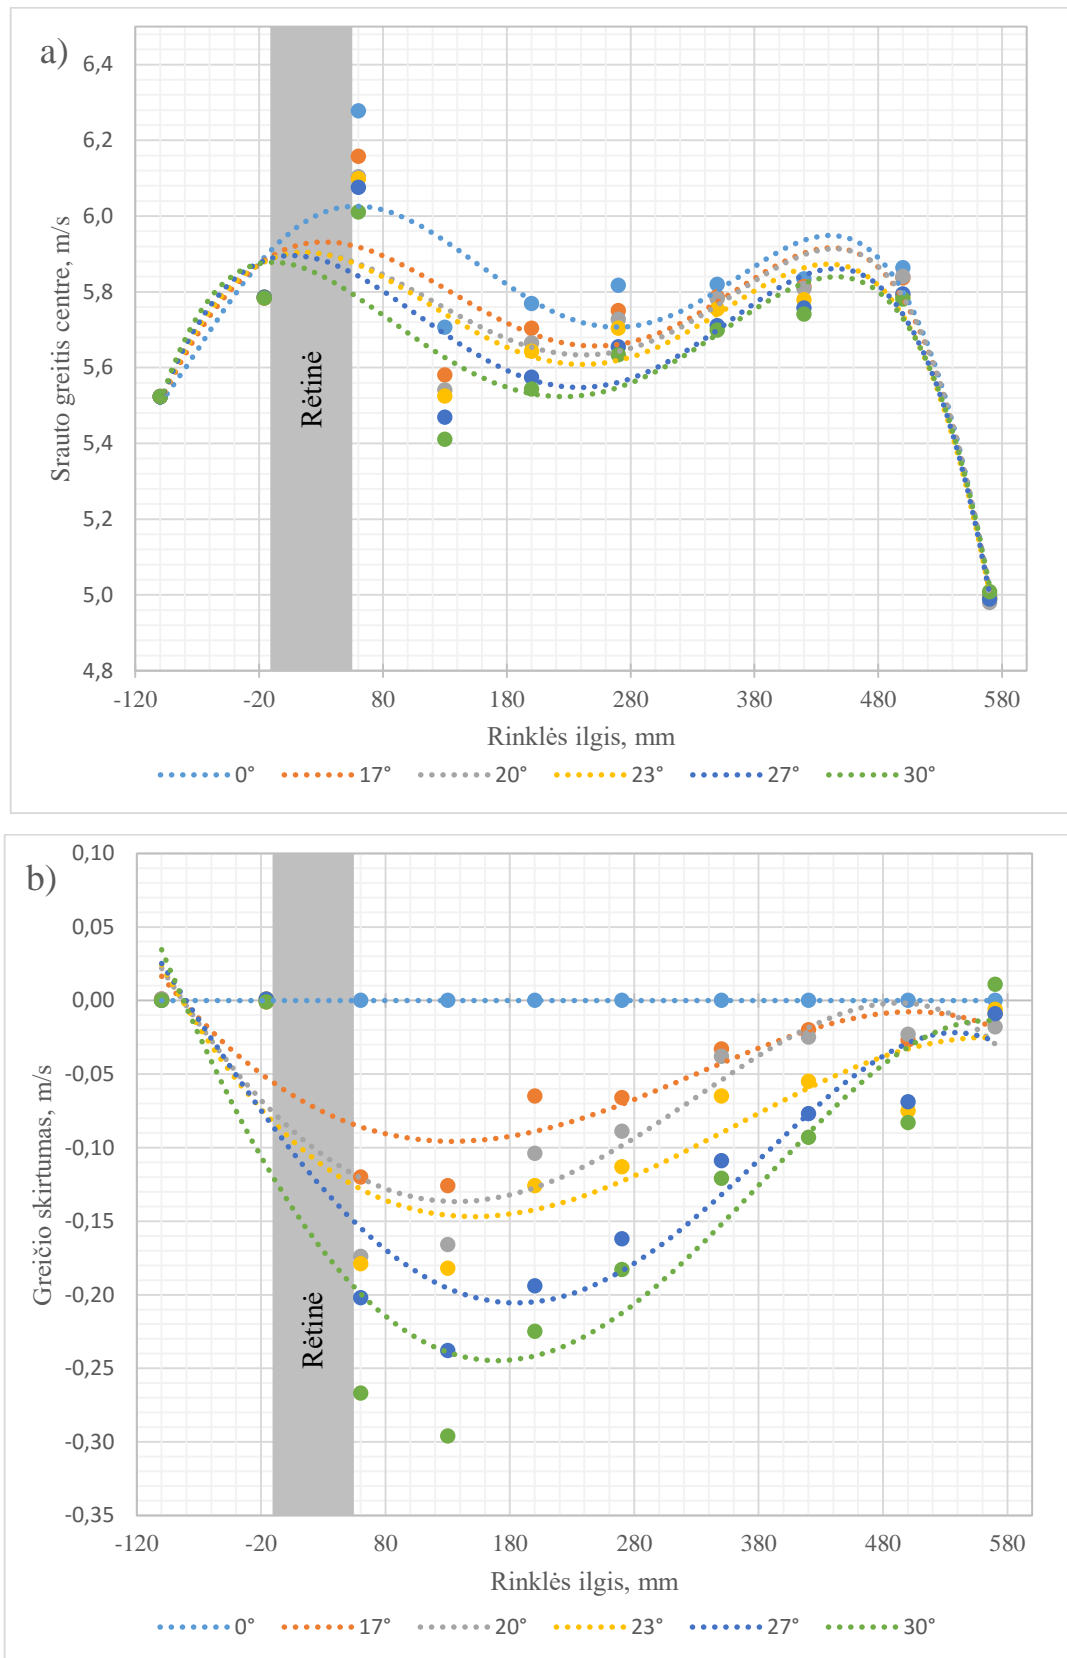 a)
6,4
6,2
6,0
5,8
5,6
5,4
5,2
5,0
4,8
Srauto greitis centre, m/s
Rėtinė
-120 -20 80 180 280 380 480 580
Rinklės ilgis, mm
0° 17° 20° 23° 27° 30°
b)
0,10
0,05
0,00
-0,05
-0,10
-0,15
-0,20
-0,25
-0,30
-0,35
Greičio skirtumas, m/s
Rėtinė
-120 -20 80 180 280 380 480 580
Rinklės ilgis, mm
0° 17° 20° 23° 27° 30°